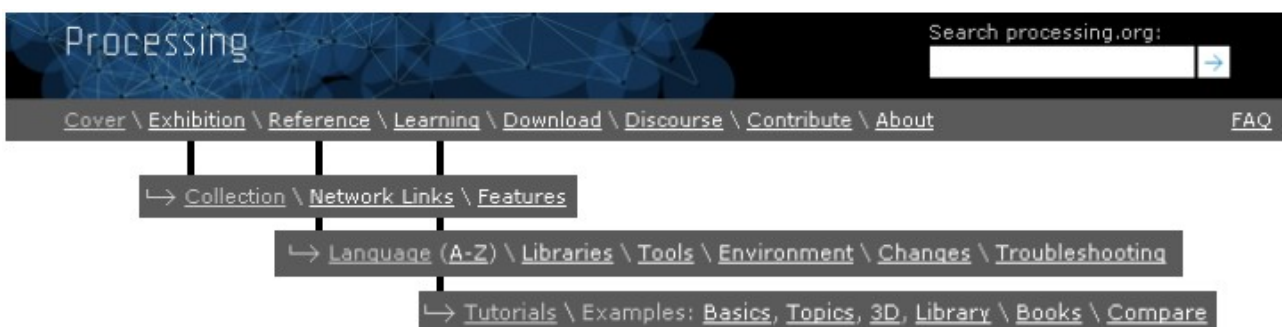 Processing
Search processing.org:
→
Cover \ Exhibition \ Reference \ Learning \ Download \ Discourse \ Contribute \ About FAQ
↳ Collection \ Network Links \ Features
↳ Language (A-Z) \ Libraries \ Tools \ Environment \ Changes \ Troubleshooting
↳ Tutorials \ Examples: Basics, Topics, 3D, Library \ Books \ Compare